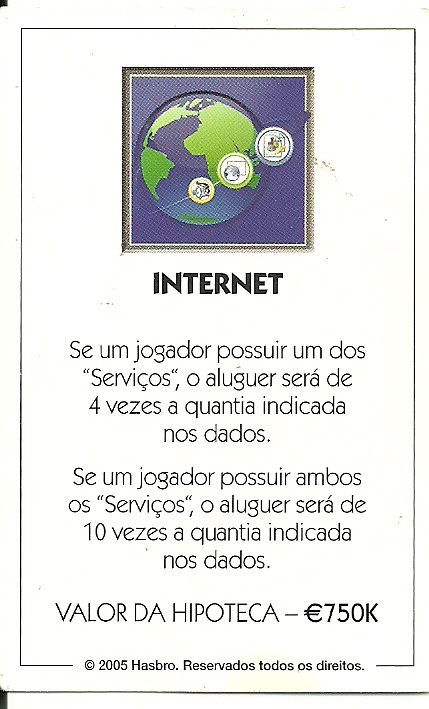 INTERNET
Se um jogador possuir um dos
“Serviços“, o aluguer será de
4 vezes a quantia indicada
nos dados.
Se um jogador possuir ambos
os “Serviços“, o aluguer será de
10 vezes a quantia indicada
nos dados.
VALOR DA HIPOTECA – €750K
© 2005 Hasbro. Reservados todos os direitos.